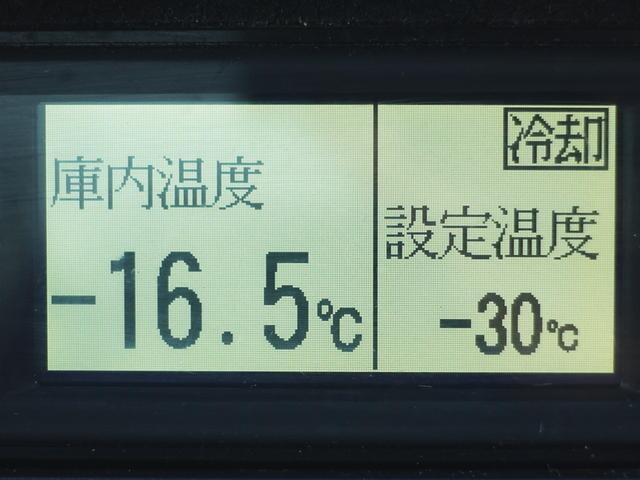 庫内温度
-16.5℃
冷却
設定温度
-30℃